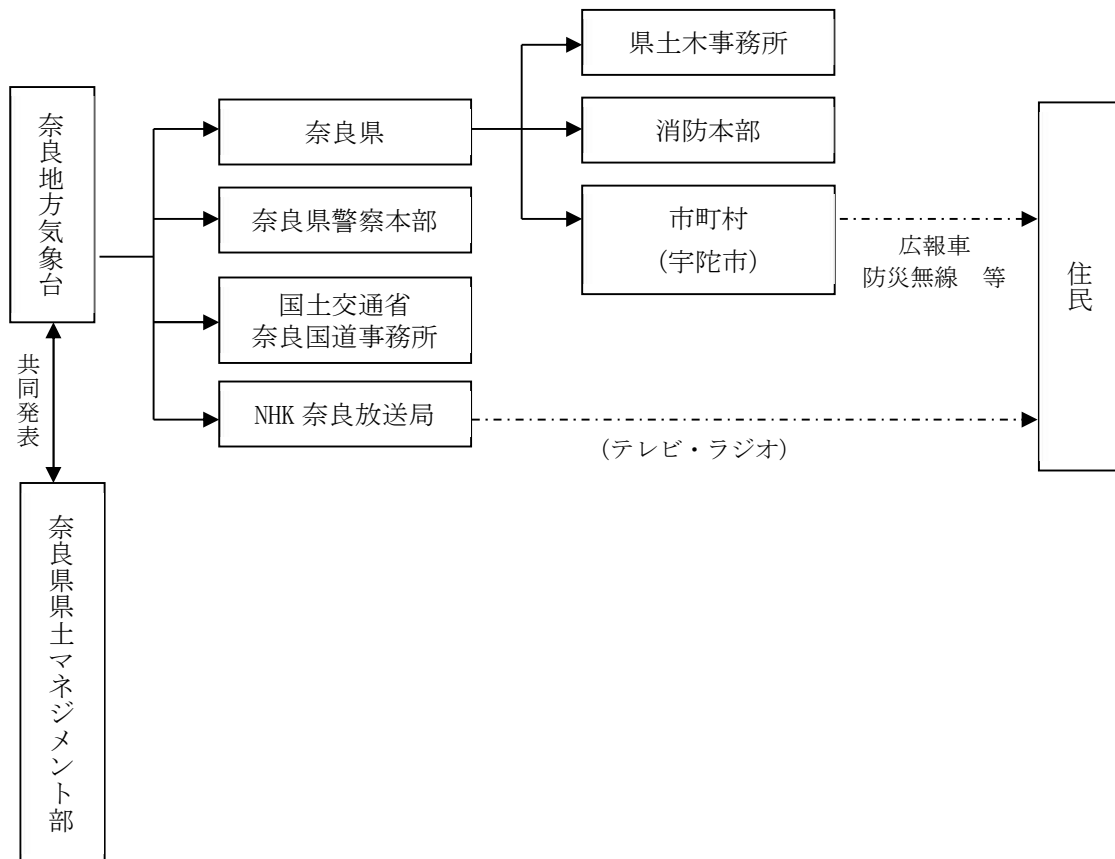 県土木事務所
奈良地方気象台
奈良県
消防本部
奈良県警察本部
市町村
(宇陀市)
広報車
防災無線　等
住民
国土交通省
奈良国道事務所
共同発表
NHK 奈良放送局
(テレビ・ラジオ)
奈良県県土マネジメント部